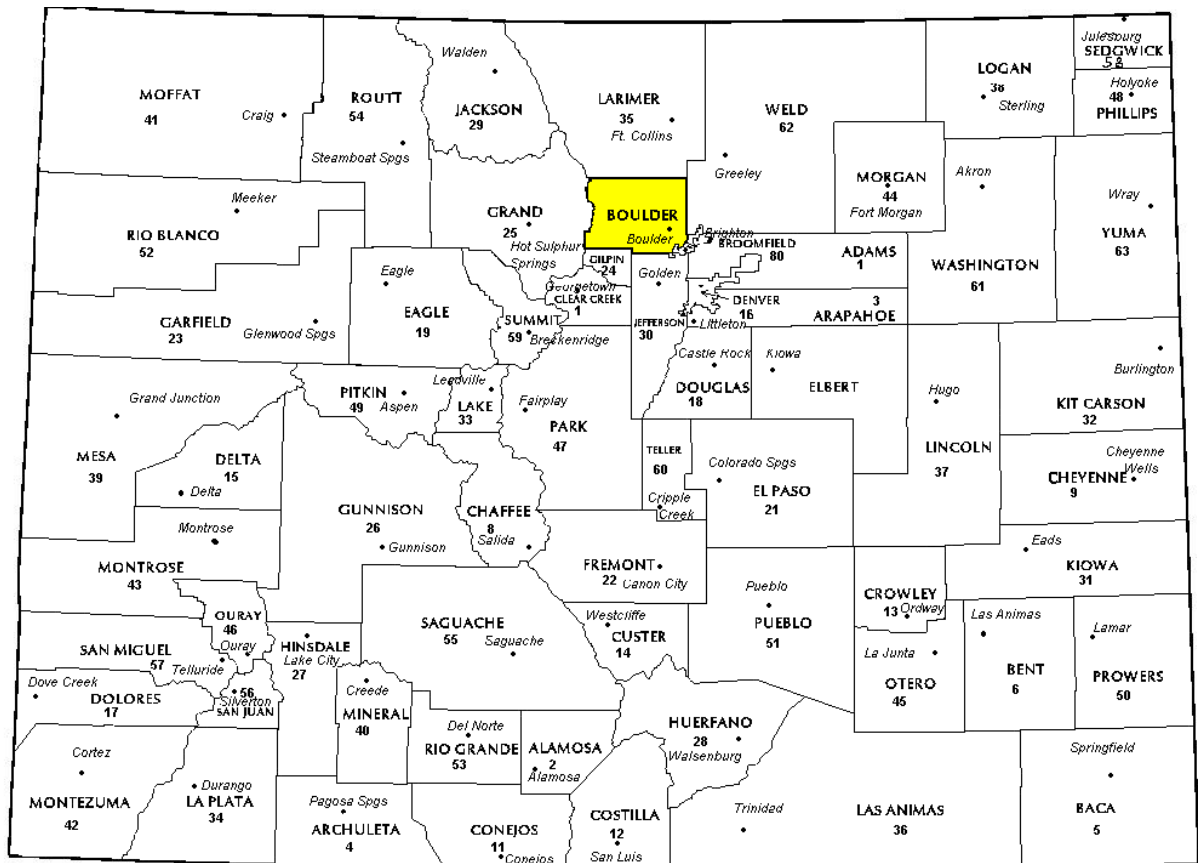 Julesburg
SEDGWICK
58
Walden
LOGAN
38
Sterling
Holyoke
48
PHILLIPS
MOFFAT
41
Craig
ROUTT
54
Steamboat Spgs
JACKSON
29
LARIMER
35
Ft. Collins
WELD
62
Greeley
MORGAN
44
Fort Morgan
Akron
Wray
YUMA
63
Meeker
RIO BLANCO
52
GRAND
25
Hot Sulphur
Springs
BOULDER
Boulder
Brighton
BROOMFIELD
80
ADAMS
1
WASHINGTON
61
GILPIN
24
Golden
Eagle
EAGLE
19
Georgetown
CLEAR CREEK
1
DENVER
16
3
ARAPAHOE
GARFIELD
23
Glenwood Spgs
SUMMIT
59
Breckenridge
JEFFERSON
30
Littleton
Castle Rock
DOUGLAS
18
Kiowa
ELBERT
Burlington
Grand Junction
PITKIN
49
Aspen
Leedville
LAKE
33
Fairplay
PARK
47
Hugo
LINCOLN
37
KIT CARSON
32
MESA
39
DELTA
15
Delta
TELLER
60
Cripple
Creek
Colorado Spgs
EL PASO
21
Cheyenne
Wells
CHEYENNE
9
GUNNISON
26
Gunnison
CHAFFEE
8
Salida
Montrose
MONTROSE
43
FREMONT
22
Canon City
Pueblo
PUEBLO
51
CROWLEY
13
Ordway
Eads
KIOWA
31
OURAY
46
Ouray
HINSDALE
Lake City
27
SAGUACHE
55
Saguache
Westcliffe
CUSTER
14
Las Animas
BENT
6
Lamar
PROWERS
50
SAN MIGUEL
57
Telluride
La Junta
OTERO
45
Dove Creek
DOLORES
17
56
Silverton
SAN JUAN
Creede
MINERAL
40
Del Norte
RIO GRANDE
53
ALAMOSA
2
Alamosa
HUERFANO
28
Walsenburg
Cortez
MONTEZUMA
42
Durango
LA PLATA
34
Pagosa Spgs
ARCHULETA
4
CONEJOS
11
Conejos
COSTILLA
12
San Luis
Trinidad
LAS ANIMAS
36
Springfield
BACA
5